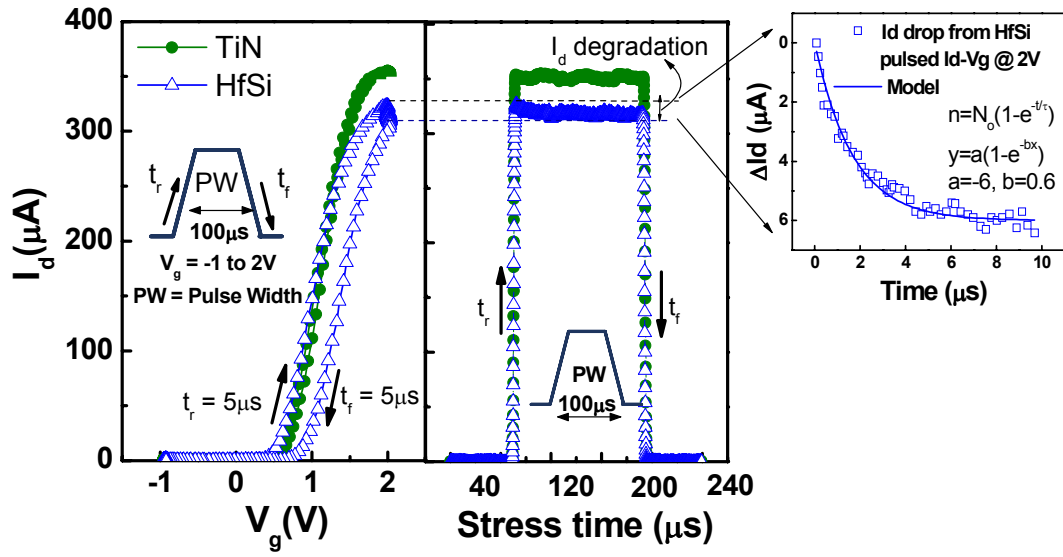 400
300
200
100
0
I_d(μA)
TiN
HfSi
t_r
PW
t_f
100μs
V_g = -1 to 2V
PW = Pulse Width
t_r = 5μs
t_f = 5μs
-1
0
1
2
V_g(V)
I_d degradation
t_r
t_f
PW
100μs
40
120
200
240
Stress time (μs)
0
2
4
6
ΔId (μA)
Id drop from HfSi
pulsed Id-Vg @ 2V
Model
n=N_o(1-e^-t/τ)
y=a(1-e^-bx)
a=-6, b=0.6
0 2 4 6 8 10
Time (μs)